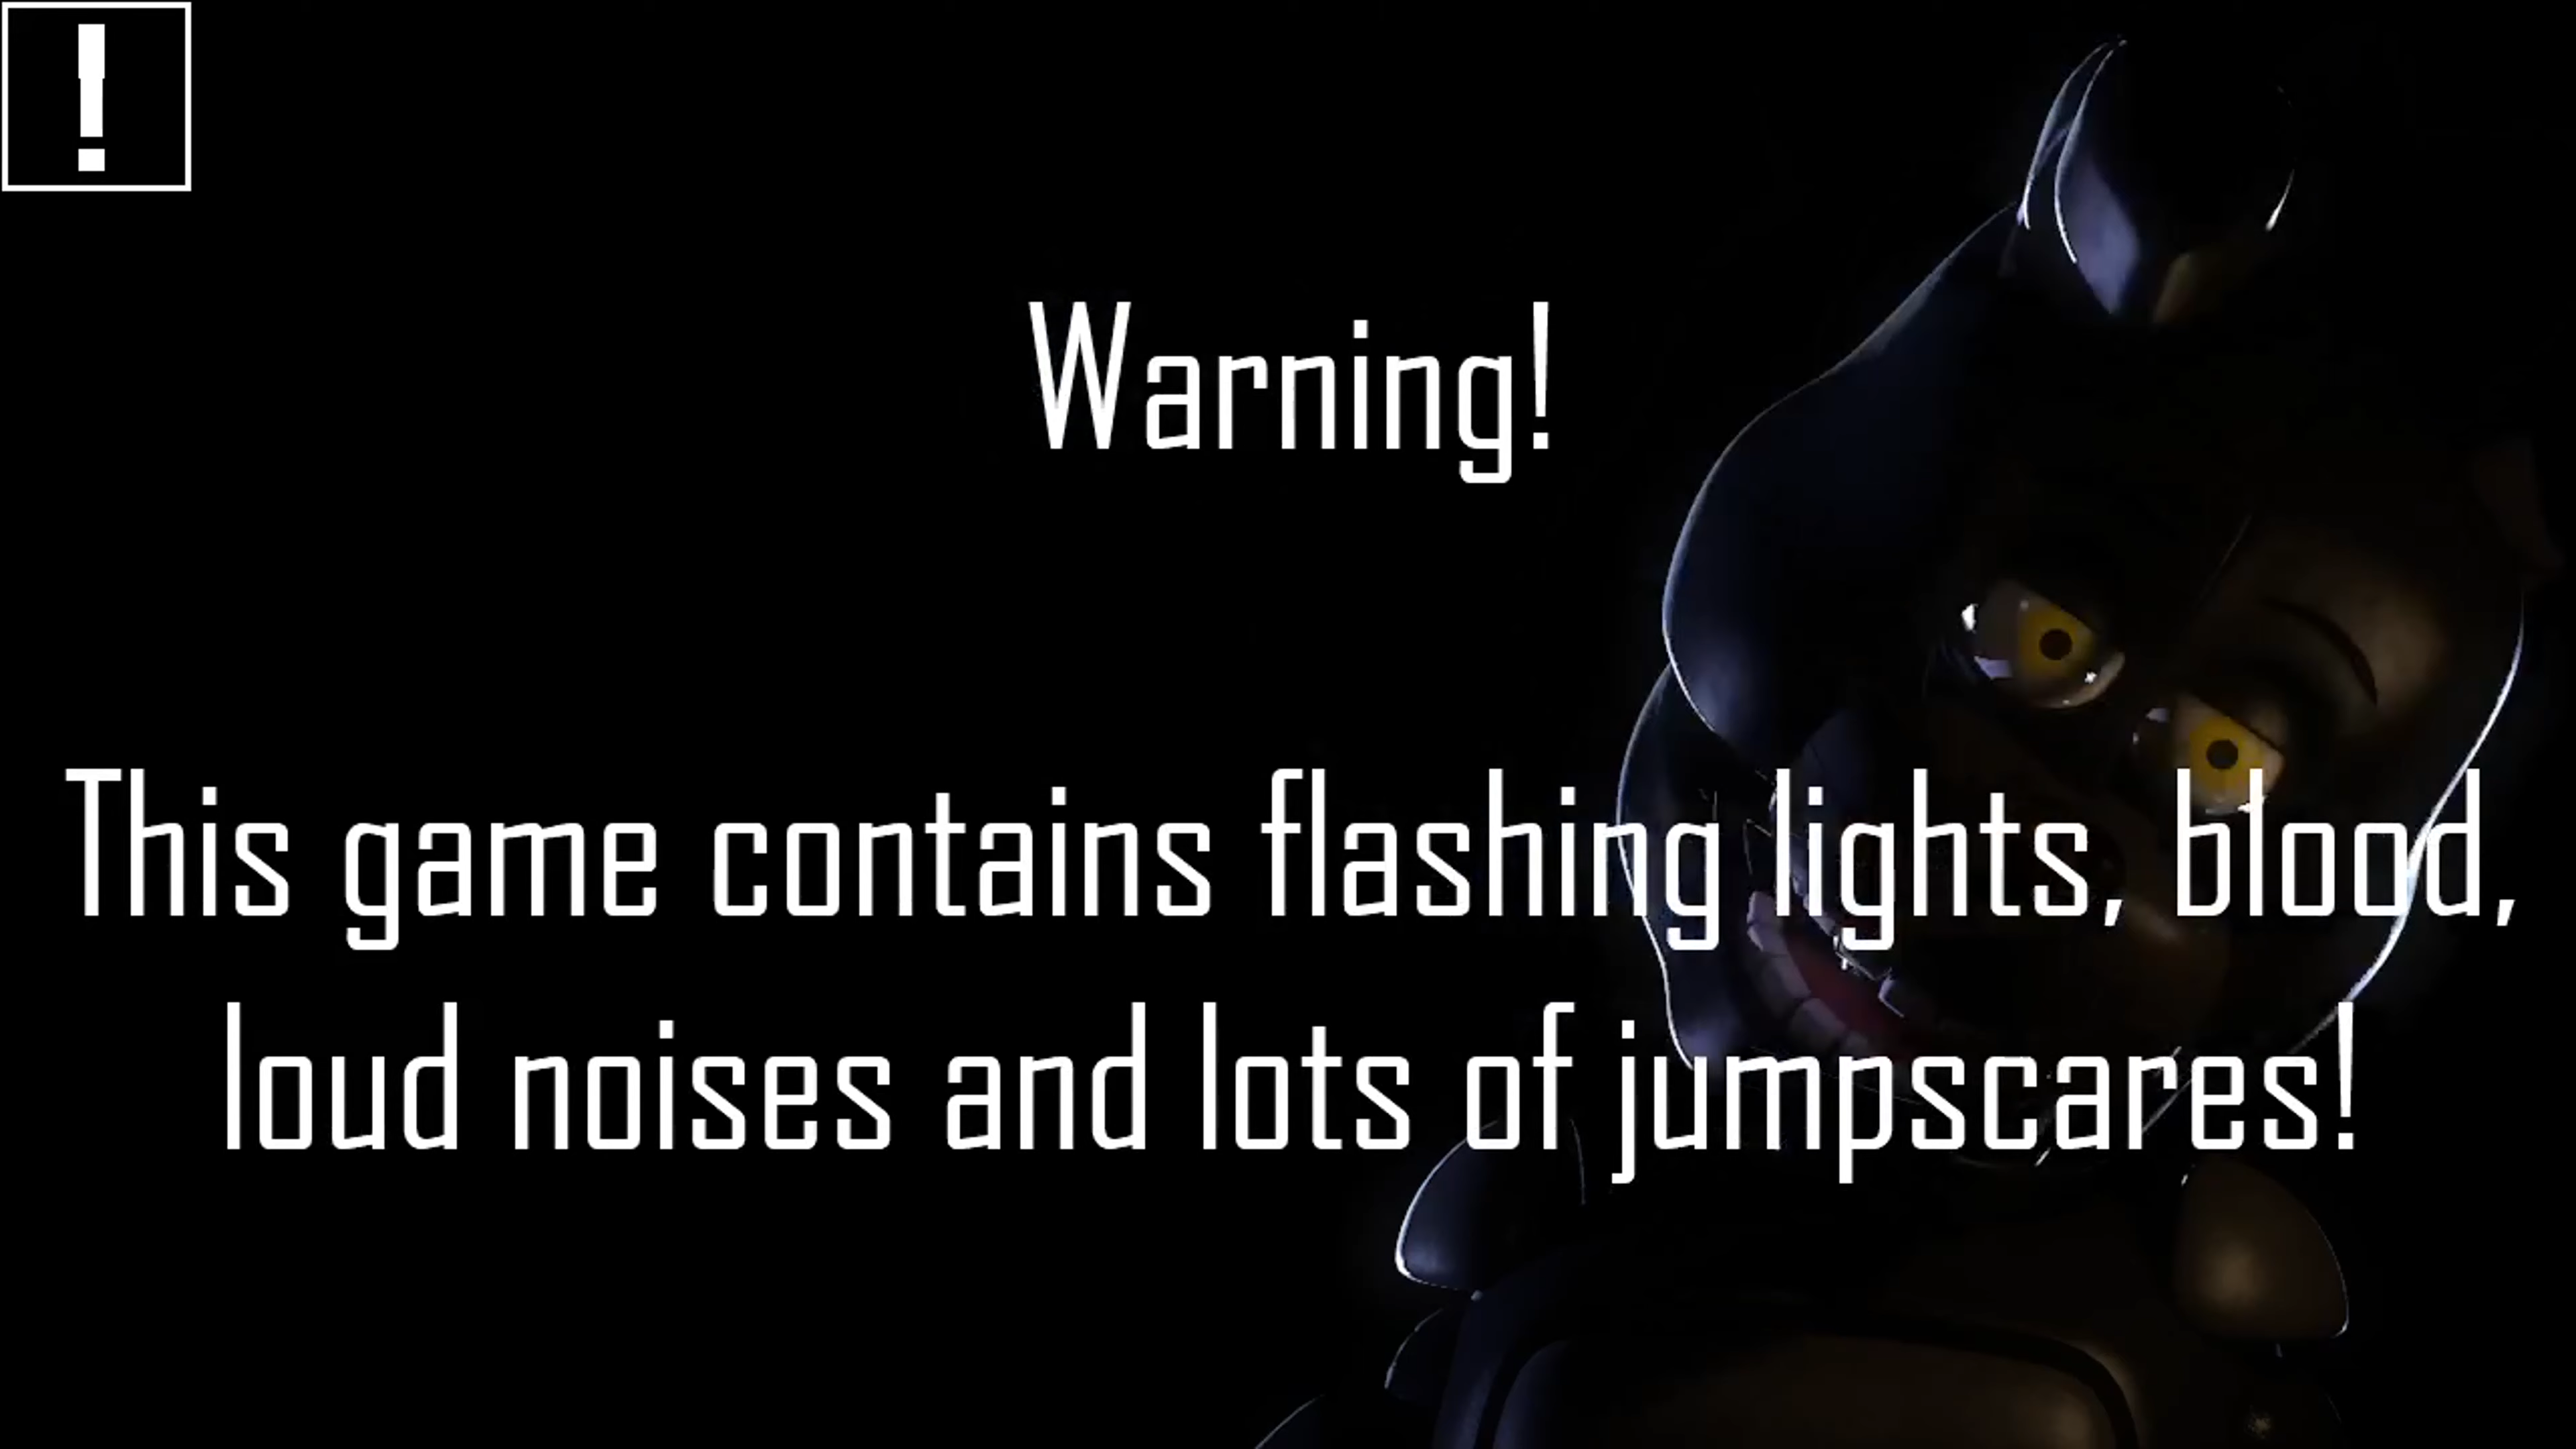 !
Warning!
This game contains flashing lights, blood,
loud noises and lots of jumpscares!